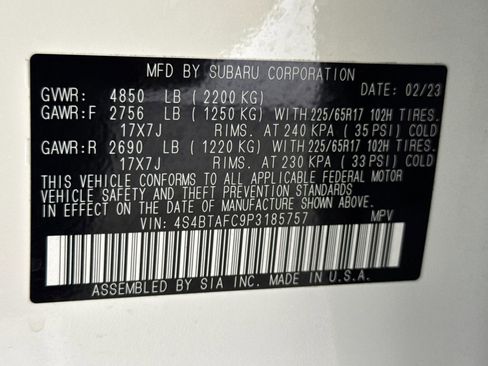 MFD BY SUBARU CORPORATION
GVWR: 4850 LB (2200 KG) DATE: 02/23
GAWR:F 2756 LB (1250 KG) WITH 225/65R17 102H TIRES.
17X7J RIMS. AT 240 KPA (35 PSI) COLD
GAWR:R 2690 LB (1220 KG) WITH 225/65R17 102H TIRES.
17X7J RIMS. AT 230 KPA (33 PSI) COLD
THIS VEHICLE CONFORMS TO ALL APPLICABLE FEDERAL MOTOR
VEHICLE SAFETY AND THEFT PREVENTION STANDARDS
IN EFFECT ON THE DATE OF MANUFACTURE SHOWN ABOVE.
VIN: 4S4BTAFC9P3185757 MPV
ASSEMBLED BY SIA INC. MADE IN U.S.A.